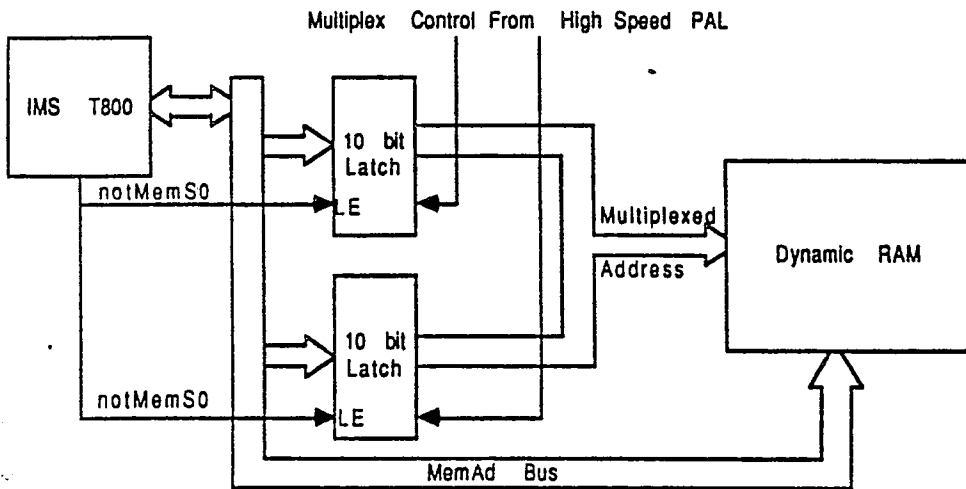 Multiplex Control From High Speed PAL
IMS T800
10 bit
Latch
notMemS0
LE
Multiplexed
Address
Dynamic RAM
10 bit
Latch
notMemS0
LE
MemAd Bus